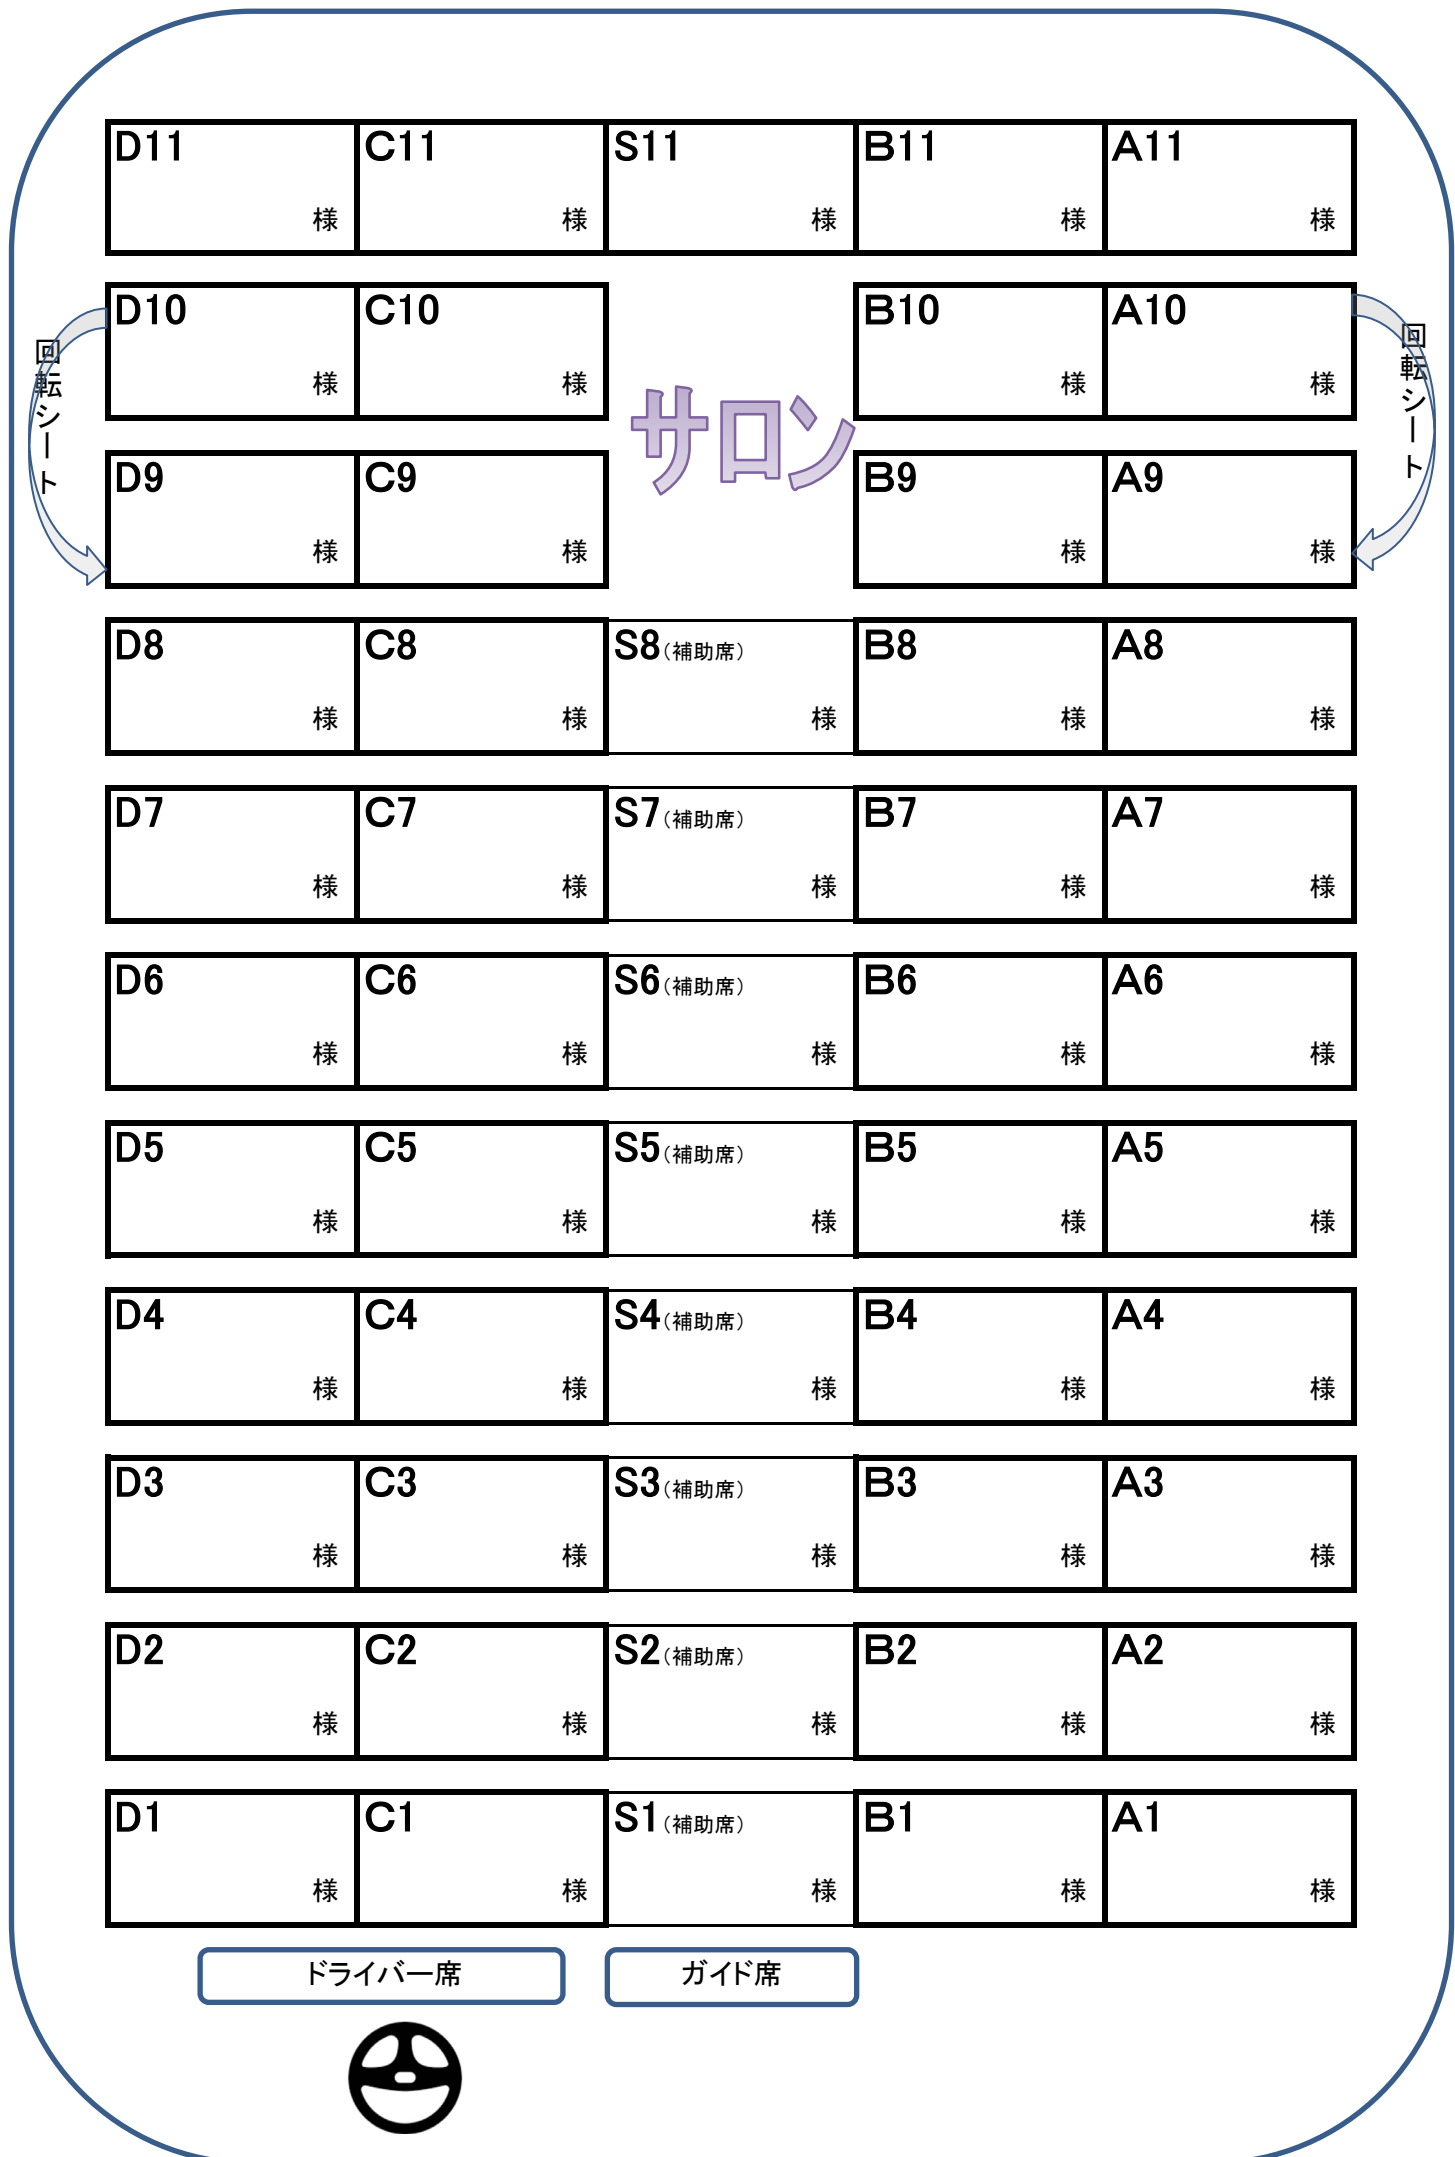 D11 C11 S11 B11 A11
様 様 様 様 様
D10 C10 B10 A10
様 様 様 様
回転シート
サロン
回転シート
D9 C9 B9 A9
様 様 様 様
D8 C8 S8(補助席) B8 A8
様 様 様 様 様
D7 C7 S7(補助席) B7 A7
様 様 様 様 様
D6 C6 S6(補助席) B6 A6
様 様 様 様 様
D5 C5 S5(補助席) B5 A5
様 様 様 様 様
D4 C4 S4(補助席) B4 A4
様 様 様 様 様
D3 C3 S3(補助席) B3 A3
様 様 様 様 様
D2 C2 S2(補助席) B2 A2
様 様 様 様 様
D1 C1 S1(補助席) B1 A1
様 様 様 様 様
ドライバー席 ガイド席